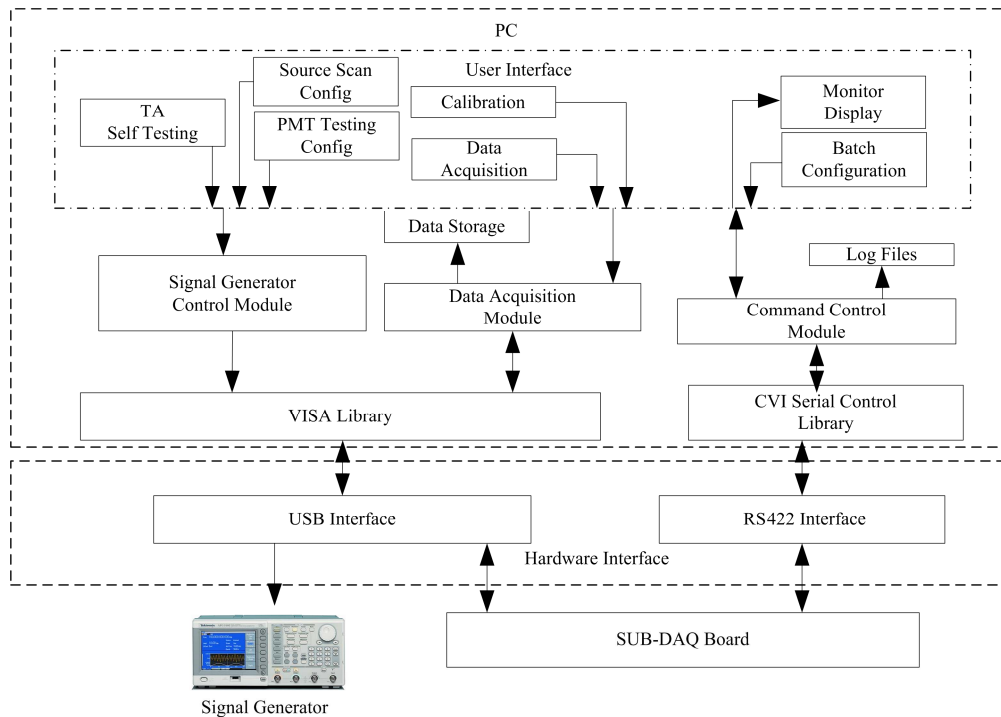 PC
User Interface
Source Scan
Config
TA
Self Testing
PMT Testing
Config
Calibration
Data
Acquisition
Monitor
Display
Batch
Configuration
Data Storage
Log Files
Signal Generator
Control Module
Data Acquisition
Module
Command Control
Module
VISA Library
CVI Serial Control
Library
USB Interface
RS422 Interface
Hardware Interface
SUB-DAQ Board
Tektronix
Signal Generator